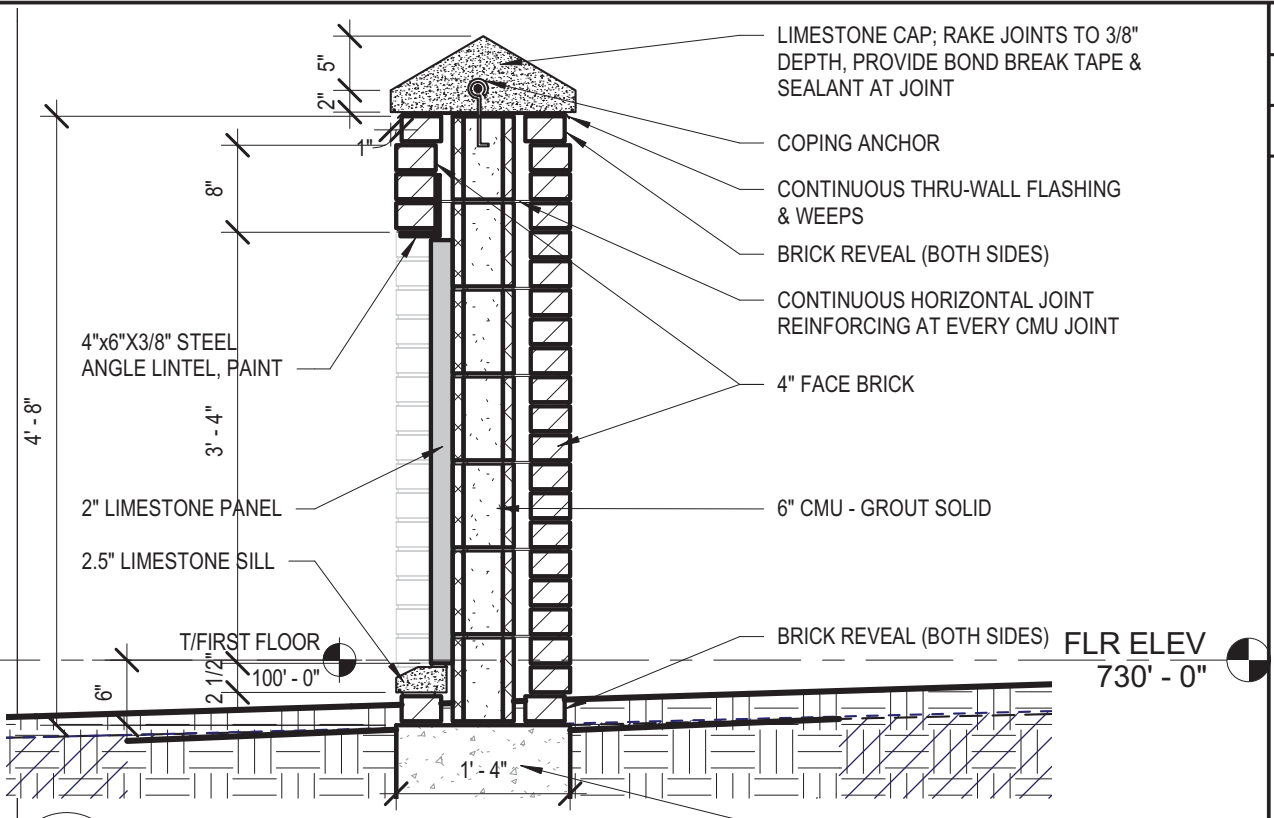 LIMESTONE CAP; RAKE JOINTS TO 3/8"
DEPTH, PROVIDE BOND BREAK TAPE &
SEALANT AT JOINT
COPING ANCHOR
CONTINUOUS THRU-WALL FLASHING
& WEEPS
BRICK REVEAL (BOTH SIDES)
CONTINUOUS HORIZONTAL JOINT
REINFORCING AT EVERY CMU JOINT
4" FACE BRICK
6" CMU - GROUT SOLID
BRICK REVEAL (BOTH SIDES)
FLR ELEV
730' - 0"
5"
2"
1"
8"
4' - 8"
3' - 4"
4"x6"X3/8" STEEL
ANGLE LINTEL, PAINT
2" LIMESTONE PANEL
2.5" LIMESTONE SILL
T/FIRST FLOOR
100' - 0"
2 1/2"
6"
1' - 4"